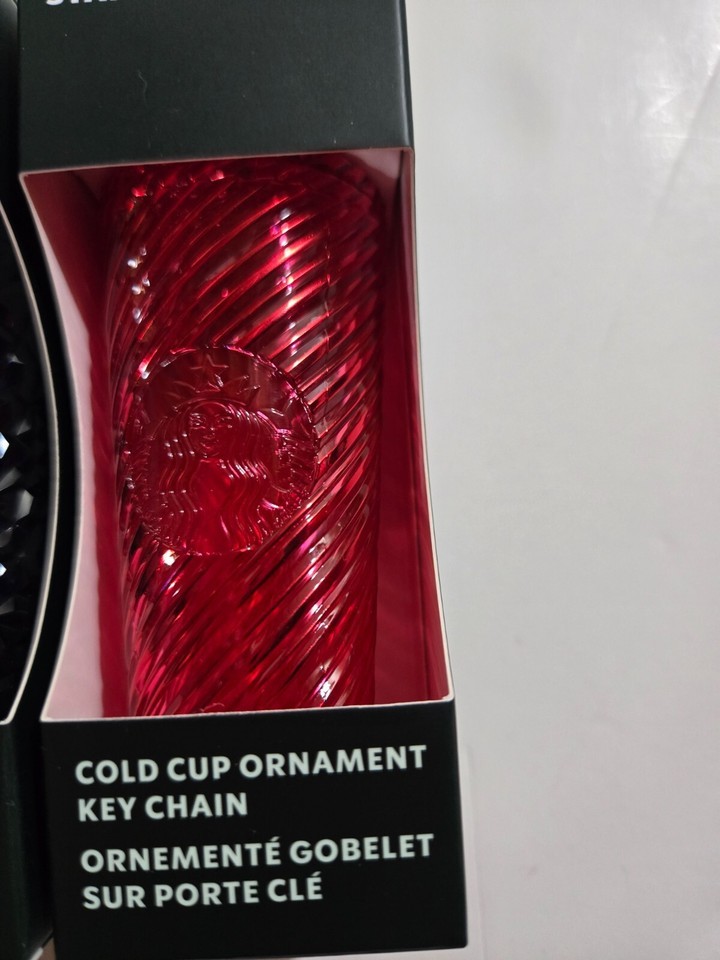 COLD CUP ORNAMENT
KEY CHAIN
ORNEMENTÉ GOBELET
SUR PORTE CLÉ